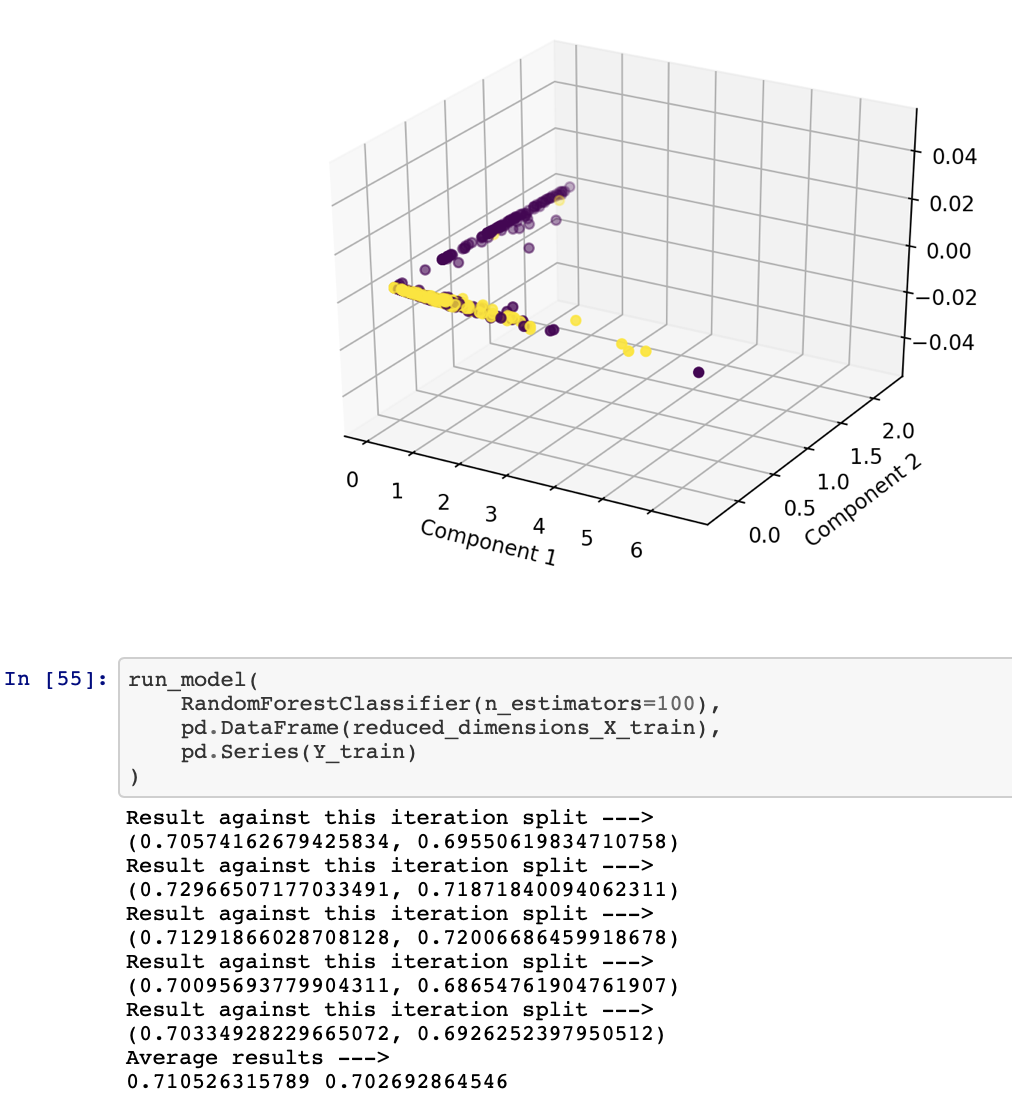 0.04
0.02
0.00
−0.02
−0.04
2.0
1.5
1.0
0.5
0.0
Component 2
0
1
2
3
4
5
6
Component 1
In [55]:
run_model(
    RandomForestClassifier(n_estimators=100),
    pd.DataFrame(reduced_dimensions_X_train),
    pd.Series(Y_train)
)
Result against this iteration split --->
(0.70574162679425834, 0.69550619834710758)
Result against this iteration split --->
(0.72966507177033491, 0.71871840094062311)
Result against this iteration split --->
(0.71291866028708128, 0.72006686459918678)
Result against this iteration split --->
(0.70095693779904311, 0.68654761904761907)
Result against this iteration split --->
(0.70334928229665072, 0.6926252397950512)
Average results --->
0.710526315789 0.702692864546